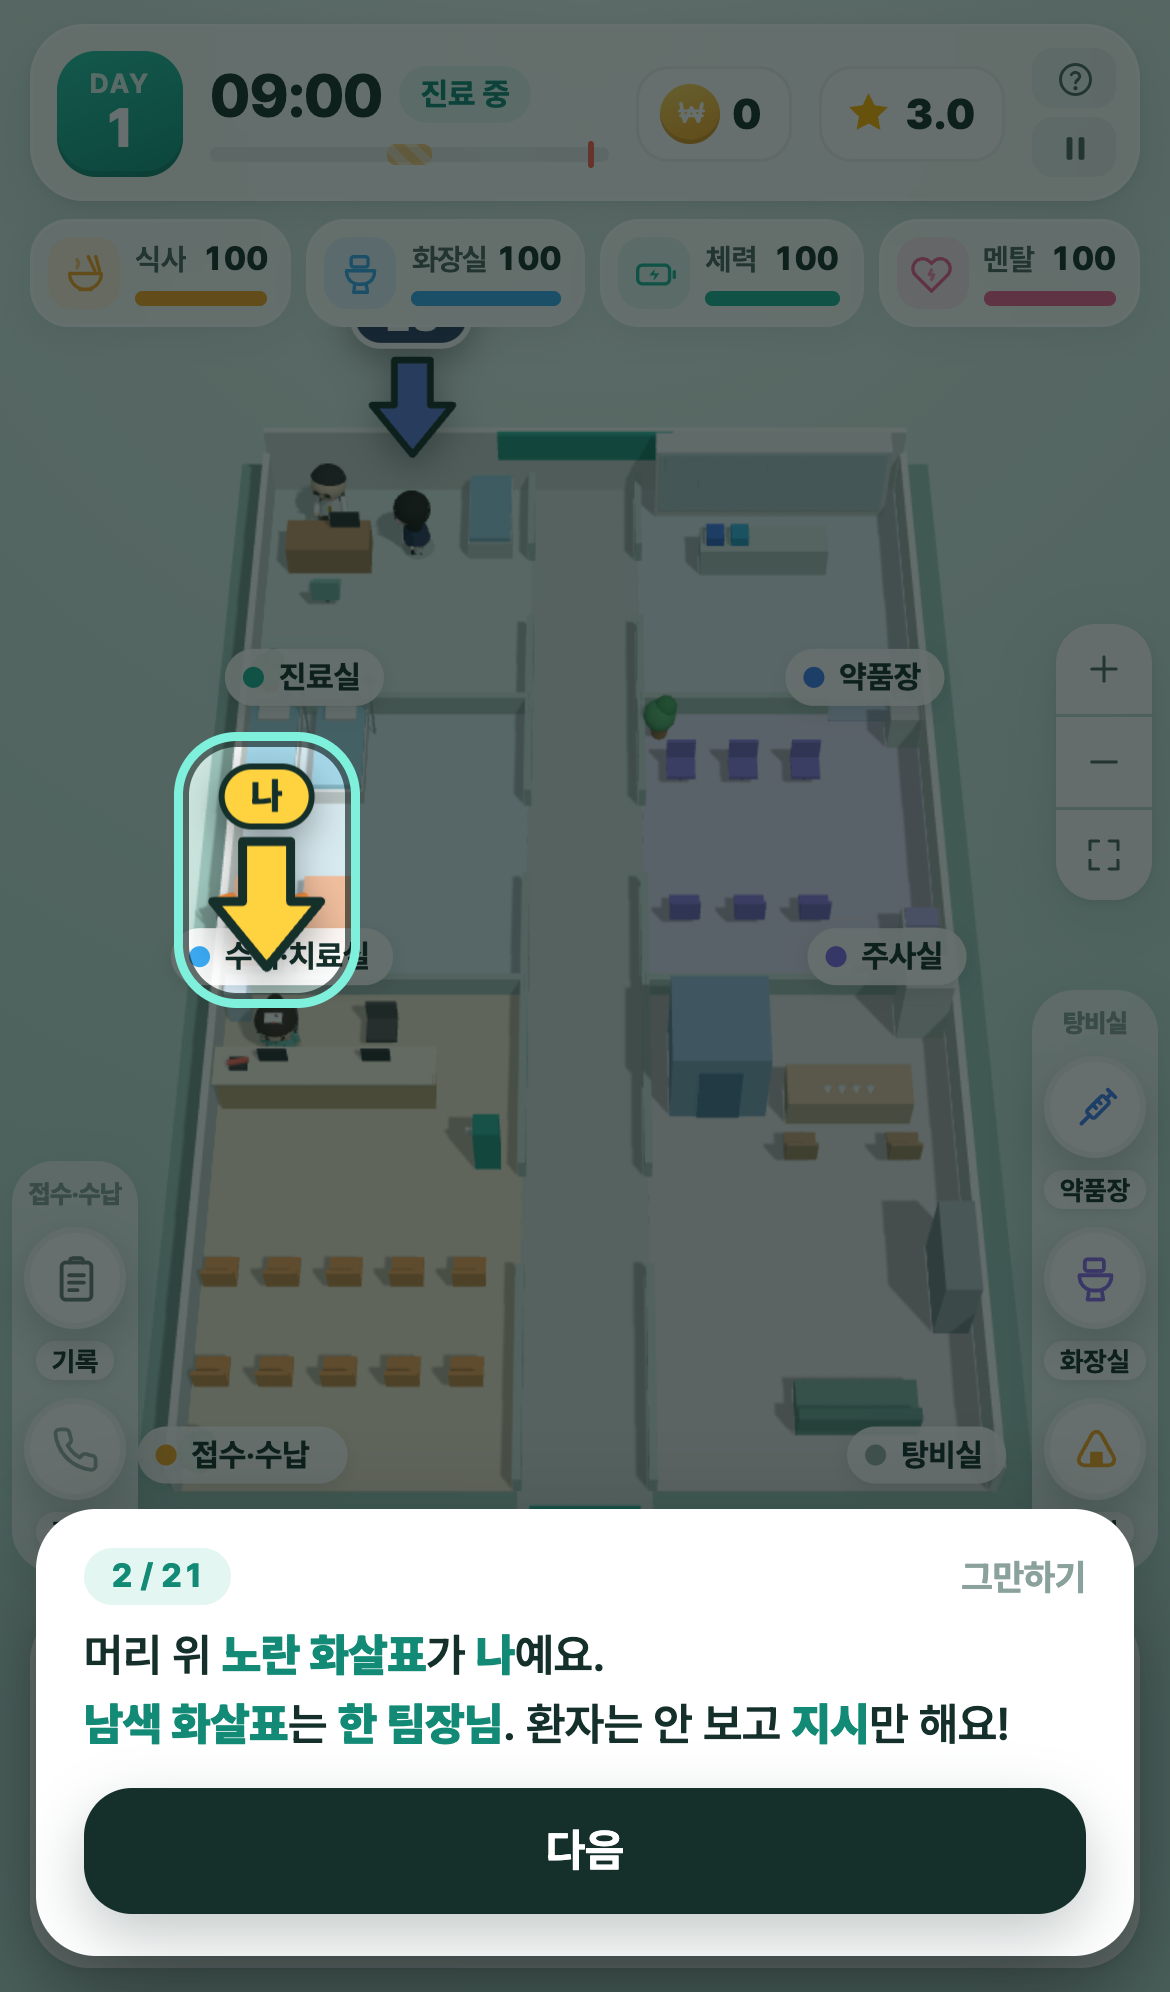 DAY
1
09:00
진료 중
0
3.0
식사 100
화장실 100
체력 100
멘탈 100
진료실
약품장
나
주사실
탕비실
약품장
접수·수납
화장실
기록
접수·수납
탕비실
2 / 21
그만하기
머리 위 노란 화살표가 나예요.
남색 화살표는 한 팀장님. 환자는 안 보고 지시만 해요!
다음